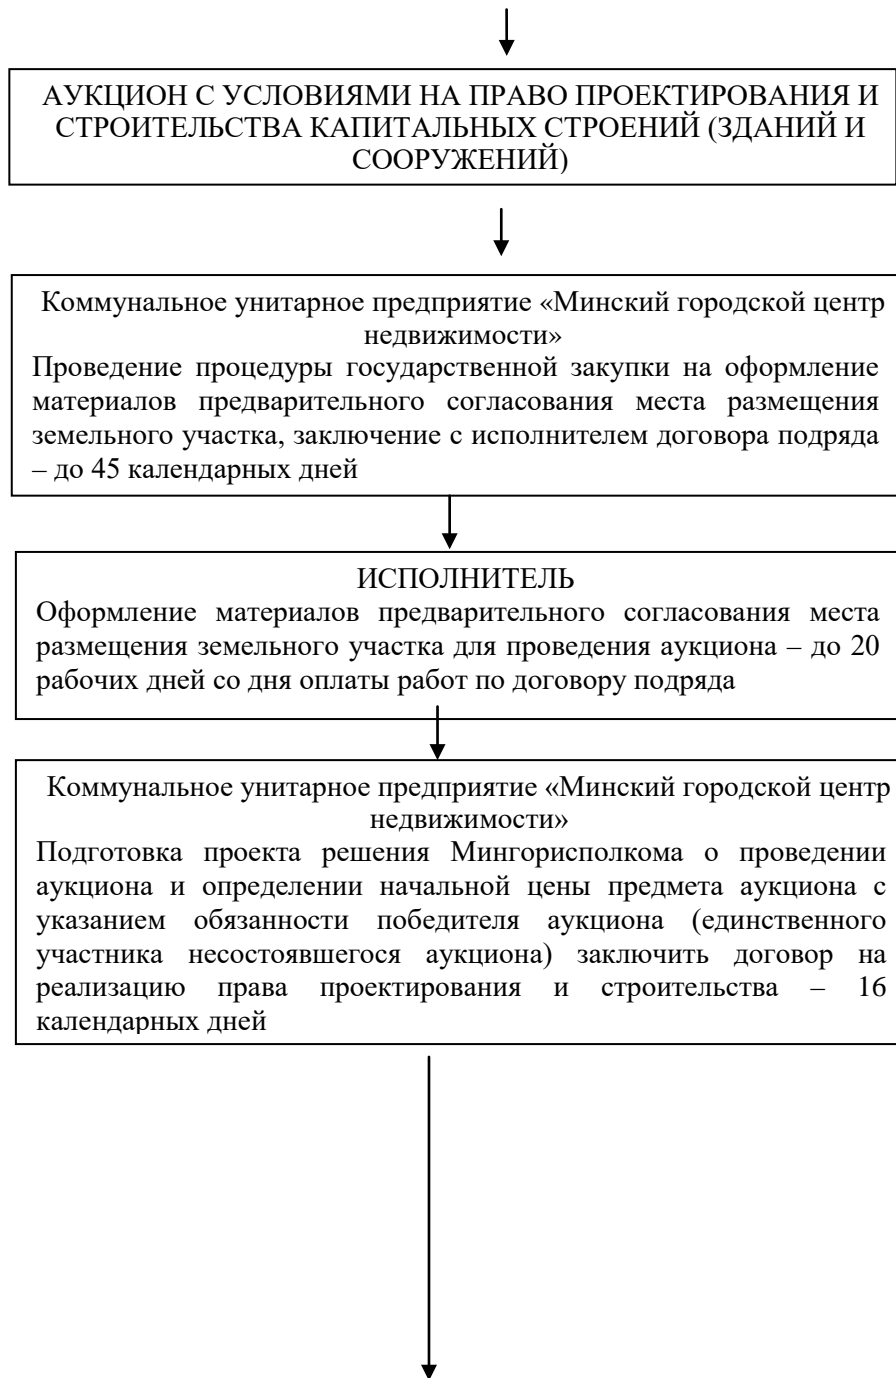 АУКЦИОН С УСЛОВИЯМИ НА ПРАВО ПРОЕКТИРОВАНИЯ И
СТРОИТЕЛЬСТВА КАПИТАЛЬНЫХ СТРОЕНИЙ (ЗДАНИЙ И
СООРУЖЕНИЙ)
Коммунальное унитарное предприятие «Минский городской центр
недвижимости»
Проведение процедуры государственной закупки на оформление
материалов предварительного согласования места размещения
земельного участка, заключение с исполнителем договора подряда
– до 45 календарных дней
ИСПОЛНИТЕЛЬ
Оформление материалов предварительного согласования места
размещения земельного участка для проведения аукциона – до 20
рабочих дней со дня оплаты работ по договору подряда
Коммунальное унитарное предприятие «Минский городской центр
недвижимости»
Подготовка проекта решения Мингорисполкома о проведении
аукциона и определении начальной цены предмета аукциона с
указанием обязанности победителя аукциона (единственного
участника несостоявшегося аукциона) заключить договор на
реализацию права проектирования и строительства – 16
календарных дней